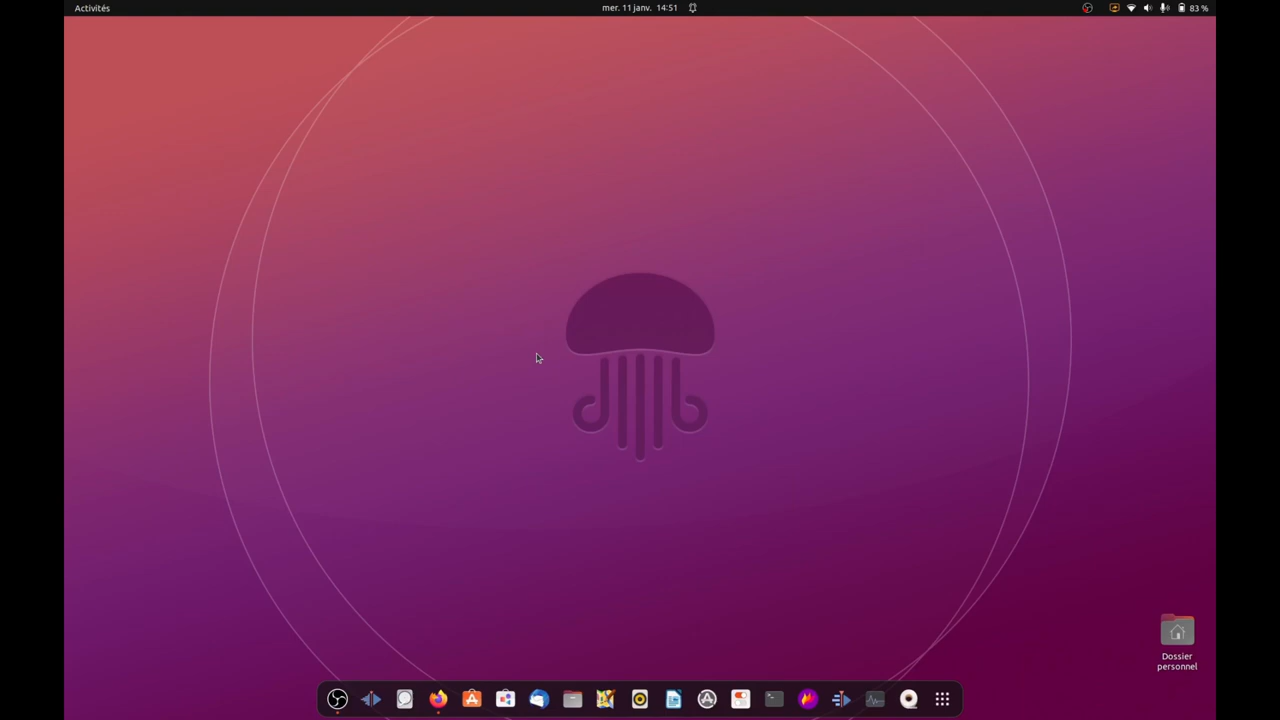 Activités
mer. 11 janv. 14:51
83 %
Dossier
personnel